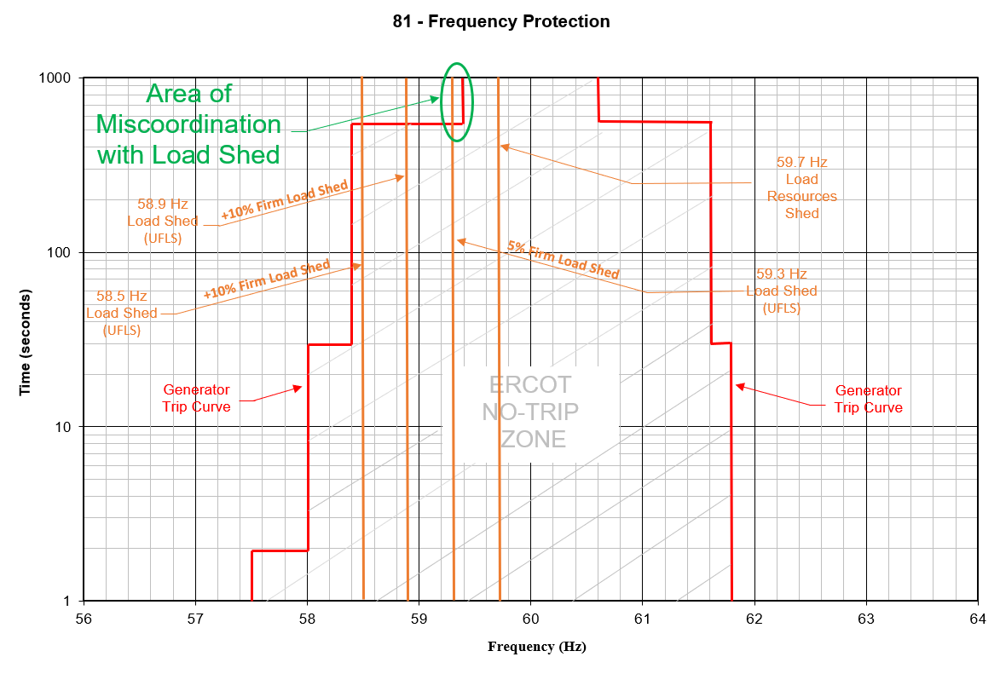 81 - Frequency Protection
1000
100
10
1
Time (seconds)
Area of
Miscoordination
with Load Shed
58.9 Hz
Load Shed
(UFLS)
+10% Firm Load Shed
58.5 Hz
Load Shed
(UFLS)
+10% Firm Load Shed
59.7 Hz
Load
Resources
Shed
5% Firm Load Shed
59.3 Hz
Load Shed
(UFLS)
Generator
Trip Curve
ERCOT
NO-TRIP
ZONE
Generator
Trip Curve
56 57 58 59 60 61 62 63 64
Frequency (Hz)